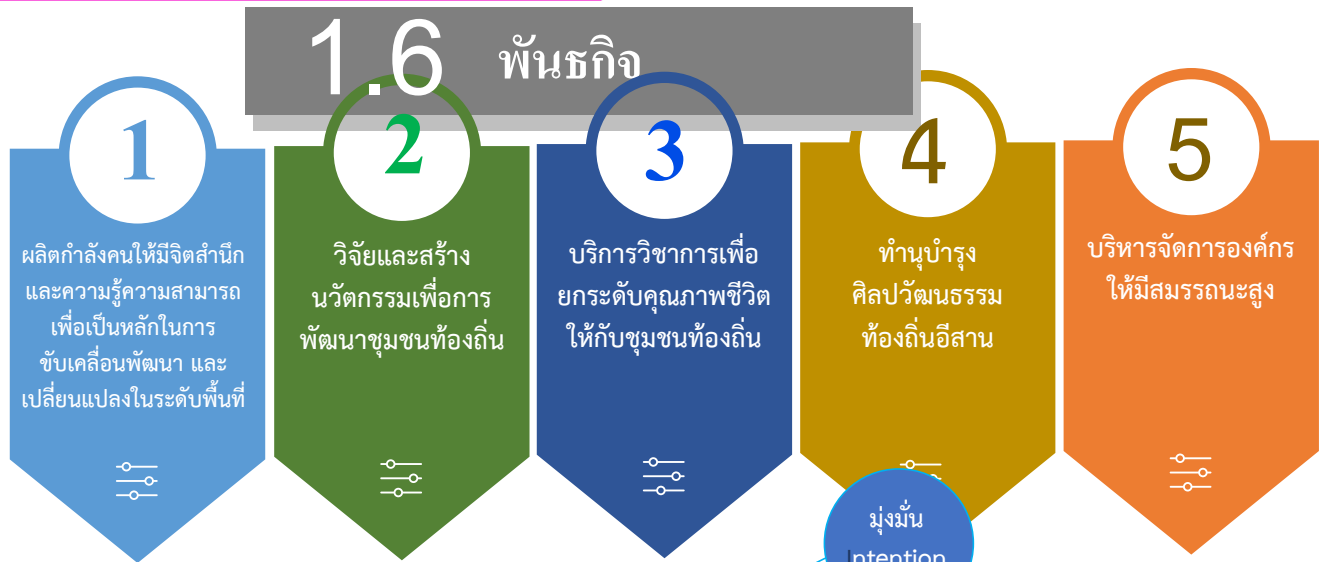 1.6 พันธกิจ
1
ผลิตกำลังคนให้มีจิตสำนึก
และความรู้ความสามารถ
เพื่อเป็นหลักในการ
ขับเคลื่อนพัฒนา และ
เปลี่ยนแปลงในระดับพื้นที่
2
วิจัยและสร้าง
นวัตกรรมเพื่อการ
พัฒนาชุมชนท้องถิ่น
3
บริการวิชาการเพื่อ
ยกระดับคุณภาพชีวิต
ให้กับชุมชนท้องถิ่น
4
ทำนุบำรุง
ศิลปวัฒนธรรม
ท้องถิ่นอีสาน
5
บริหารจัดการองค์กร
ให้มีสมรรถนะสูง
มุ่งมั่น
Intention